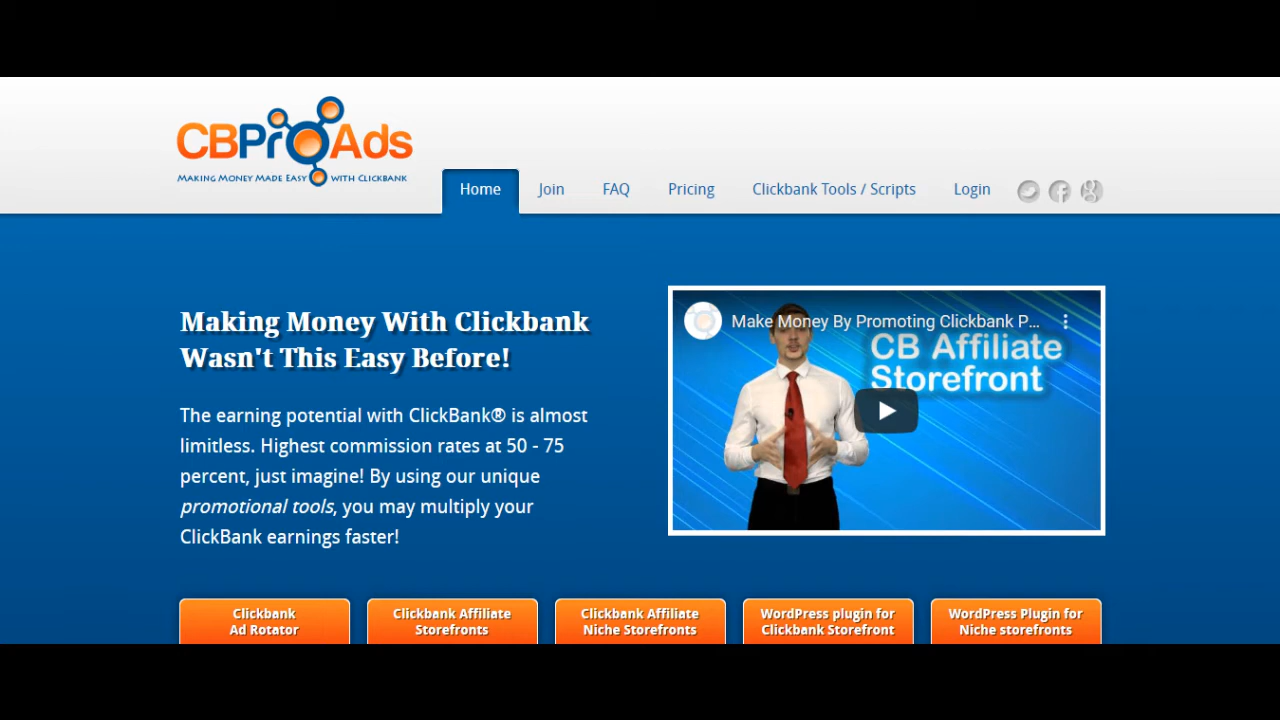 CBPrOAds
MAKING MONEY MADE EASY WITH CLICKBANK
Home
Join
FAQ
Pricing
Clickbank Tools / Scripts
Login
Making Money With Clickbank
Wasn't This Easy Before!
The earning potential with ClickBank® is almost
limitless. Highest commission rates at 50 - 75
percent, just imagine! By using our unique
promotional tools, you may multiply your
ClickBank earnings faster!
Make Money By Promoting Clickbank P...
CB Affiliate
Storefront
Clickbank
Ad Rotator
Clickbank Affiliate
Storefronts
Clickbank Affiliate
Niche Storefronts
WordPress plugin for
Clickbank Storefront
WordPress Plugin for
Niche storefronts